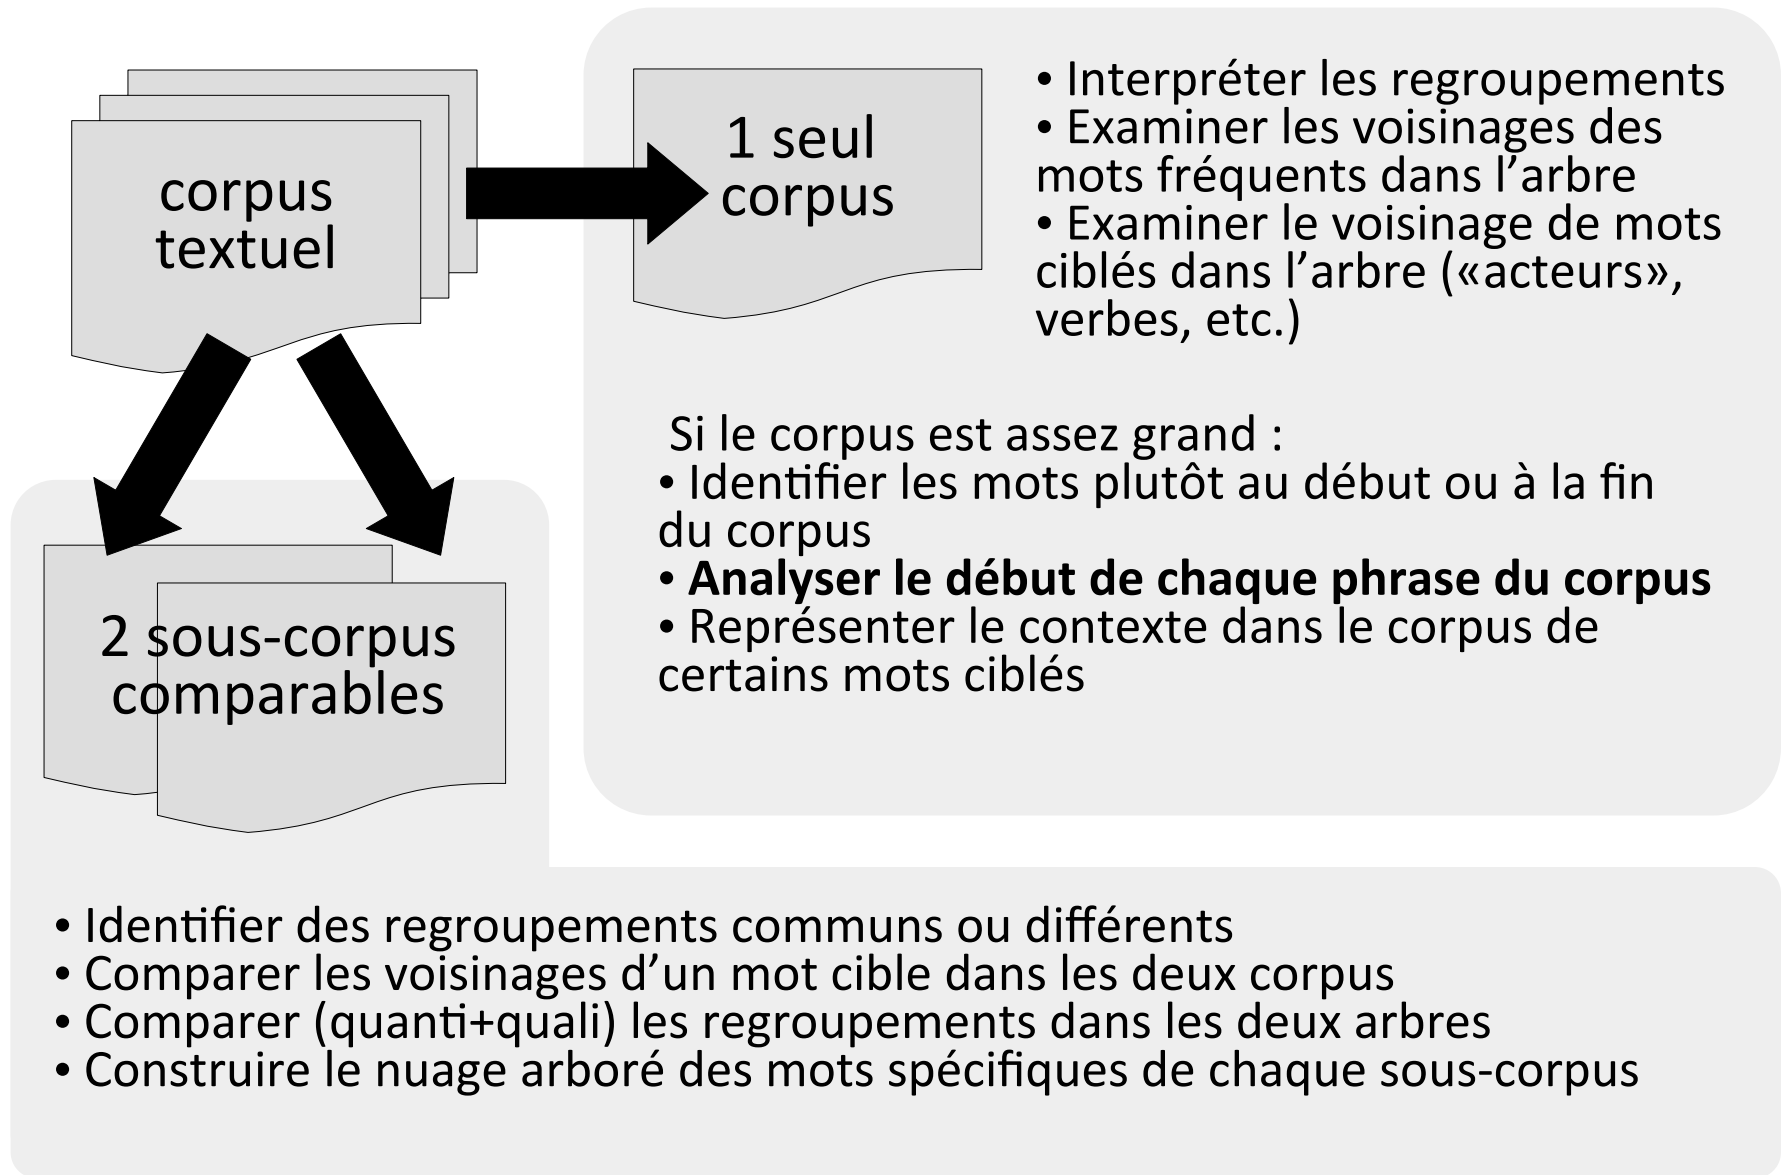 corpus
textuel
1 seul
corpus
• Interpréter les regroupements
• Examiner les voisinages des
mots fréquents dans l’arbre
• Examiner le voisinage de mots
ciblés dans l’arbre («acteurs»,
verbes, etc.)
Si le corpus est assez grand :
• Identifier les mots plutôt au début ou à la fin
du corpus
• Analyser le début de chaque phrase du corpus
• Représenter le contexte dans le corpus de
certains mots ciblés
2 sous-corpus
comparables
• Identifier des regroupements communs ou différents
• Comparer les voisinages d’un mot cible dans les deux corpus
• Comparer (quanti+quali) les regroupements dans les deux arbres
• Construire le nuage arboré des mots spécifiques de chaque sous-corpus